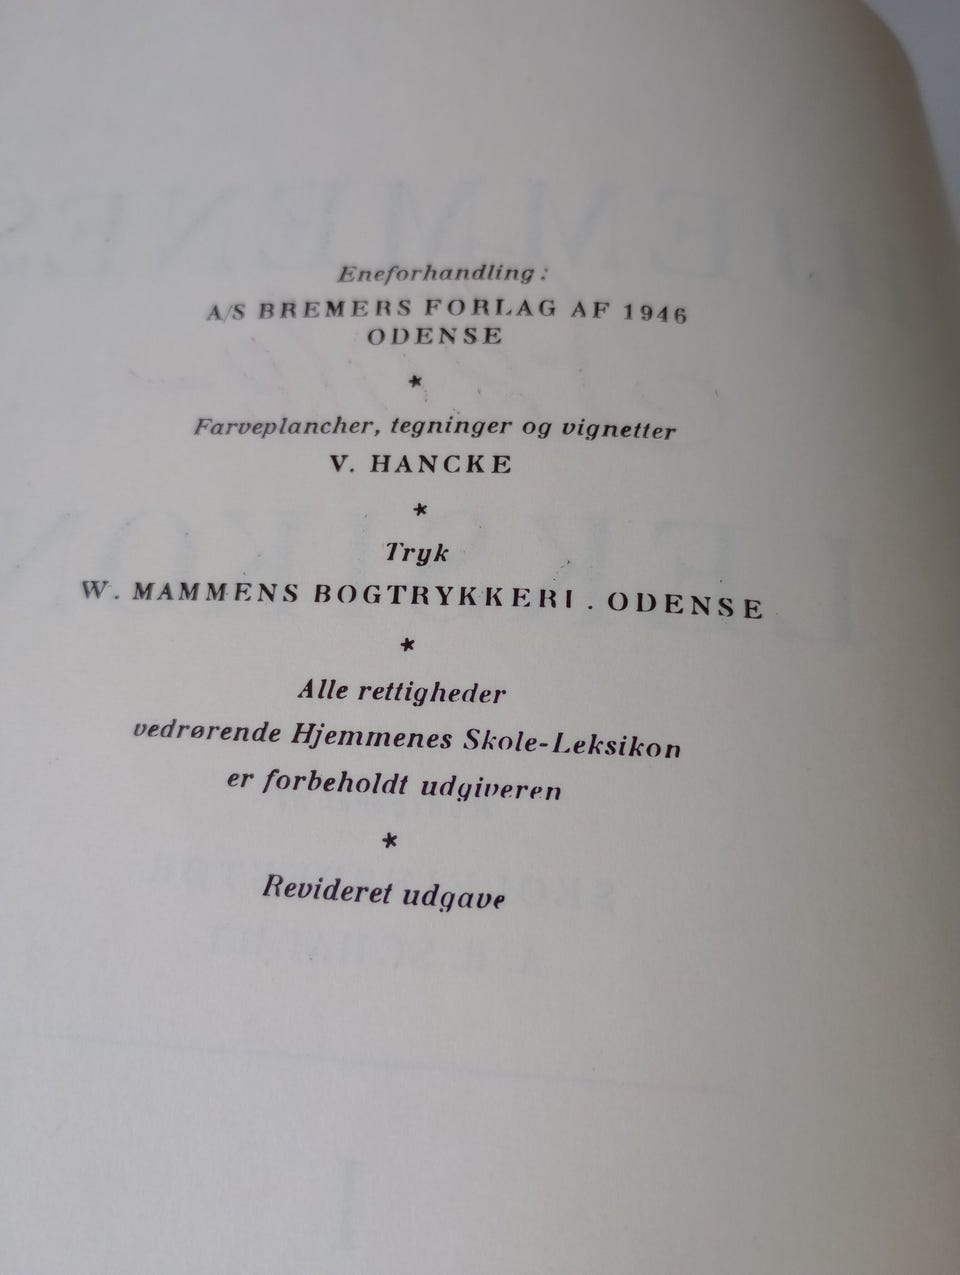 Eneforhandling:
A/S BREMERS FORLAG AF 1946
ODENSE
*
Farveplancher, tegninger og vignetter
V. HANCKE
*
Tryk
W. MAMMENS BOGTRYKKERI . ODENSE
*
Alle rettigheder
vedrørende Hjemmenes Skole-Leksikon
er forbeholdt udgiveren
*
Revideret udgave